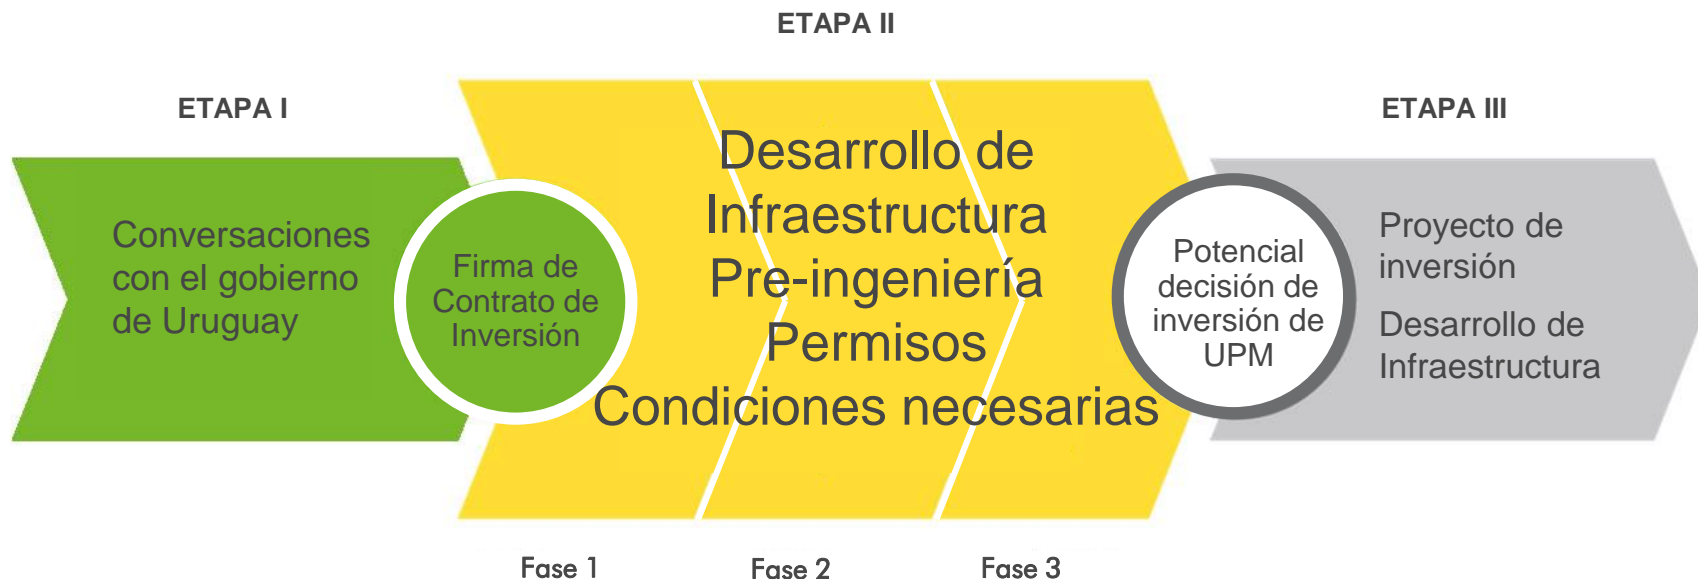 ETAPA II
ETAPA I
ETAPA III
Conversaciones
con el gobierno
de Uruguay
Firma de
Contrato de
Inversión
Desarrollo de
Infraestructura
Pre-ingeniería
Permisos
Condiciones necesarias
Potencial
decisión de
inversión de
UPM
Proyecto de
inversión
Desarrollo de
Infraestructura
Fase 1
Fase 2
Fase 3